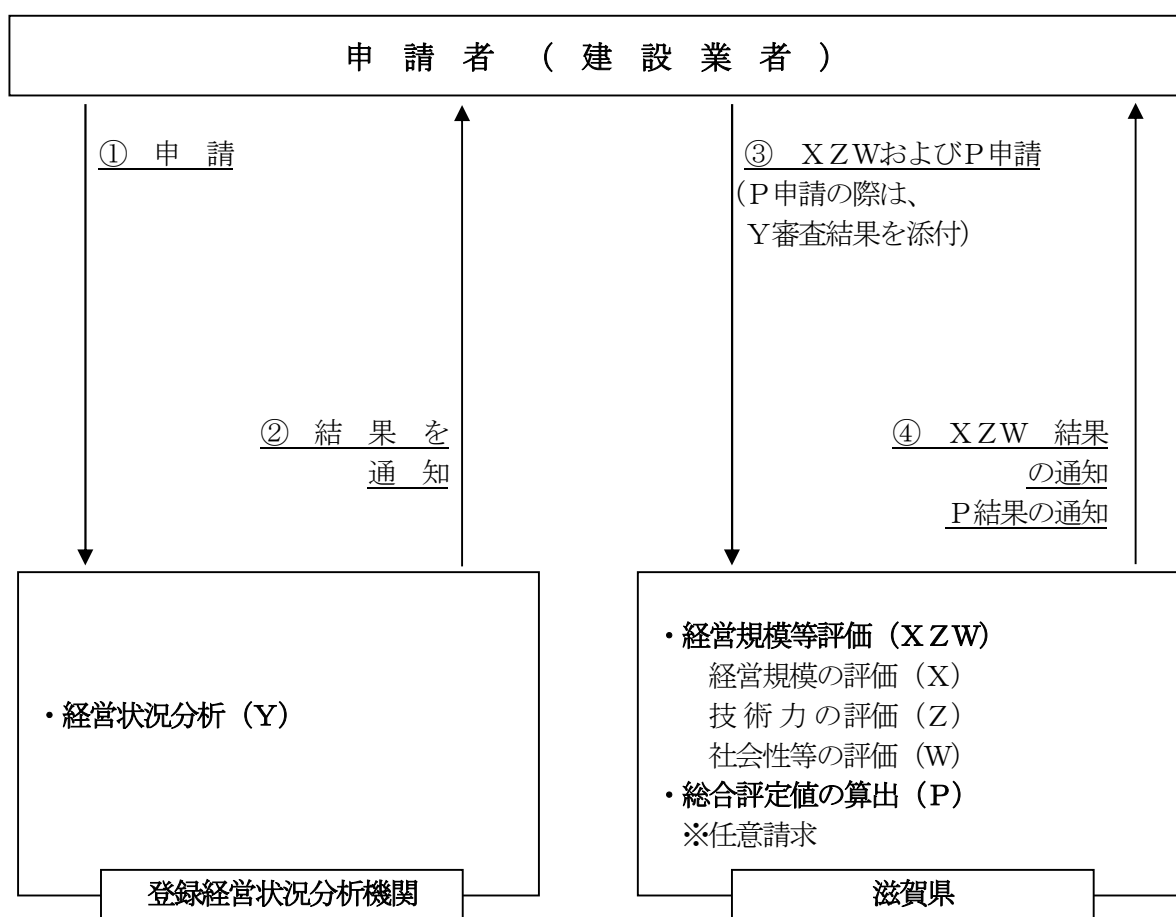 申請者（建設業者）
① 申請
③ ＸＺＷおよびＰ申請
（Ｐ申請の際は、
Ｙ審査結果を添付）
② 結果を
通知
④ ＸＺＷ 結果
の通知
Ｐ結果の通知
・経営状況分析（Ｙ）
登録経営状況分析機関
・経営規模等評価（ＸＺＷ）
経営規模の評価（Ｘ）
技術力の評価（Ｚ）
社会性等の評価（Ｗ）
・総合評定値の算出（Ｐ）
※任意請求
滋賀県